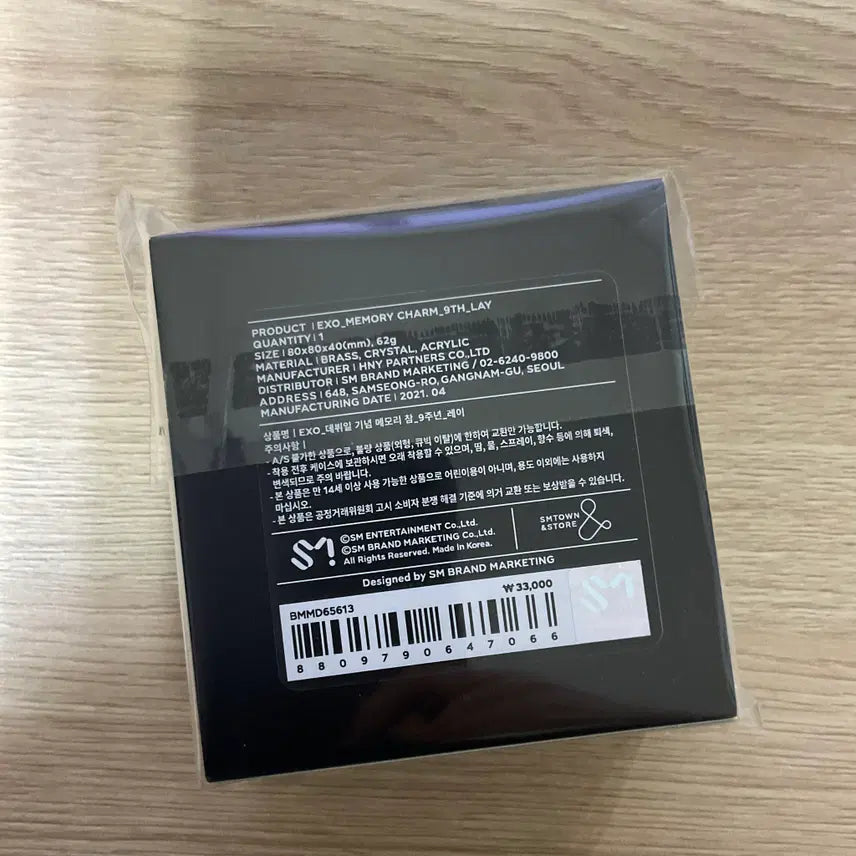 PRODUCT | EXO_MEMORY CHARM_9TH_LAY
QUANTITY | 1
SIZE | 80x80x40(mm), 62g
MATERIAL | BRASS, CRYSTAL, ACRYLIC
MANUFACTURER | HNY PARTNERS CO.,LTD
DISTRIBUTOR | SM BRAND MARKETING / 02-6240-9800
ADDRESS | 648, SAMSEONG-RO, GANGNAM-GU, SEOUL
MANUFACTURING DATE | 2021. 04
상품명 | EXO_데뷔일 기념 메모리 참_9주년_레이
주의사항 |
- A/S 불가한 상품으로, 불량 상품(외형, 큐빅 이탈)에 한하여 교환만 가능합니다.
- 착용 전후 케이스에 보관하시면 오래 착용할 수 있으며, 땀, 물, 스프레이, 향수 등에 의해 퇴색,
변색되므로 주의 바랍니다.
- 본 상품은 만 14세 이상 사용 가능한 상품으로 어린이용이 아니며, 용도 이외에는 사용하지
마십시오.
- 본 상품은 공정거래위원회 고시 소비자 분쟁 해결 기준에 의거 교환 또는 보상받을 수 있습니다.
SM!
©SM ENTERTAINMENT Co.,Ltd.
©SM BRAND MARKETING Co.,Ltd.
All Rights Reserved. Made in Korea.
SMTOWN
&STORE
&
Designed by SM BRAND MARKETING
BMMD65613
₩33,000
SM!
8809790647066